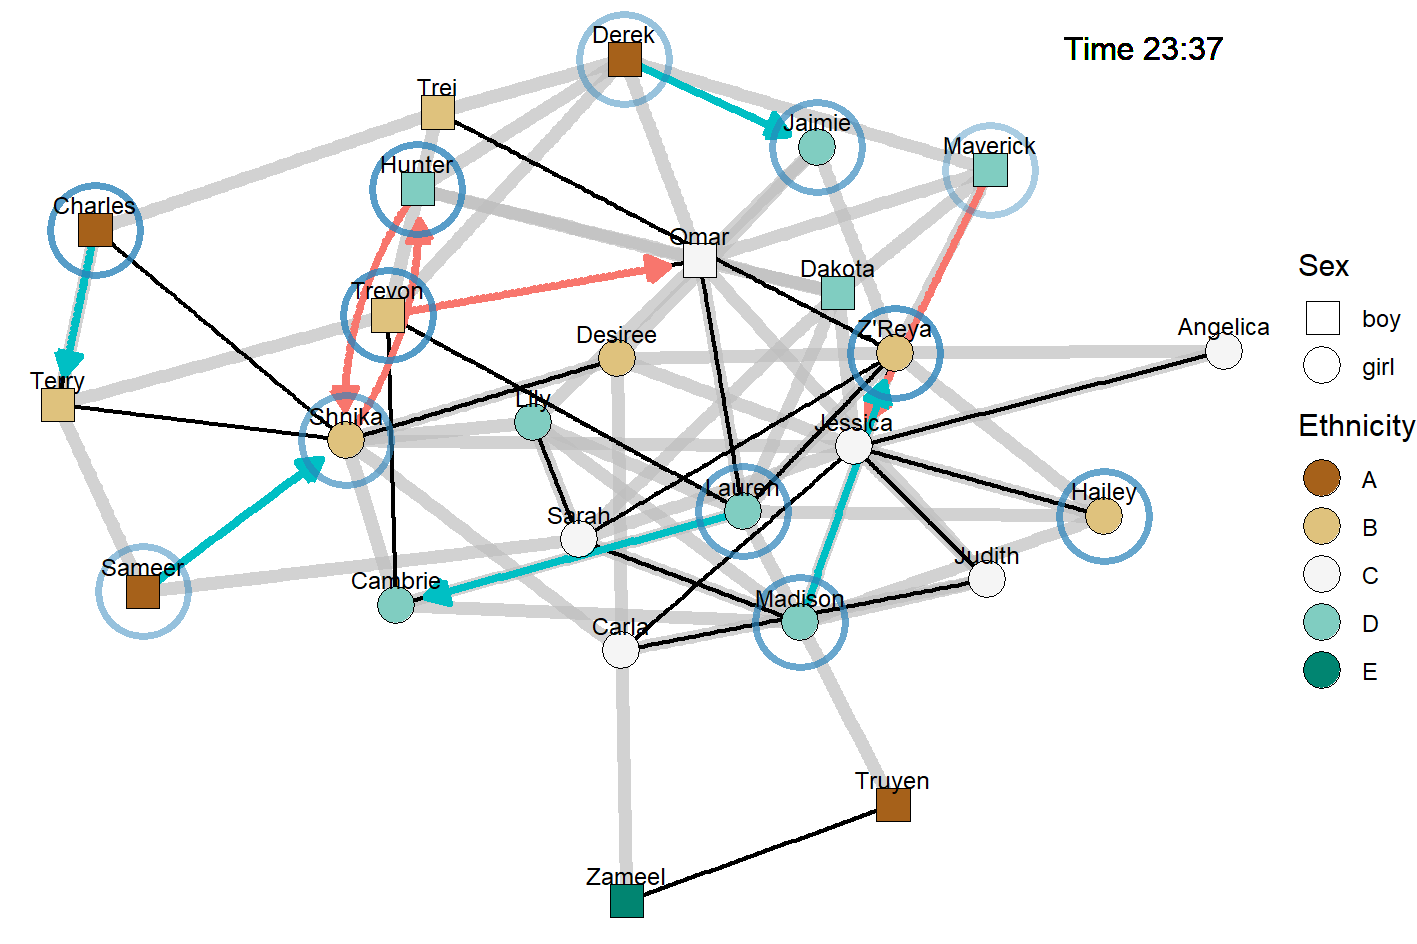 Derek
Time 23:37
Trei
Jaimie
Maverick
Hunter
Charles
Omar
Dakota
Sex
Trevon
boy
Z'Reya
Angelica
Desiree
girl
Terry
Lily
Shnika
Jessica
Ethnicity
A
Lauren
Hailey
Sarah
B
Judith
Sameer
Cambrie
C
Madison
Carla
D
E
Truyen
Zameel